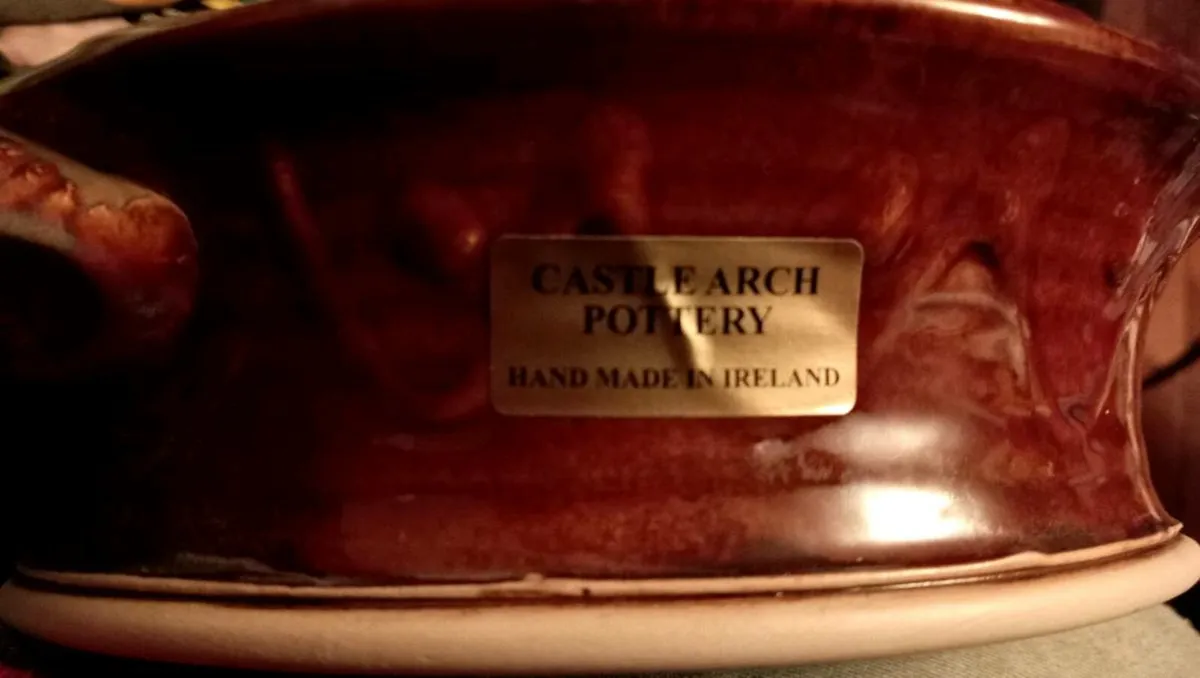 CASTLE ARCH
POTTERY
HAND MADE IN IRELAND